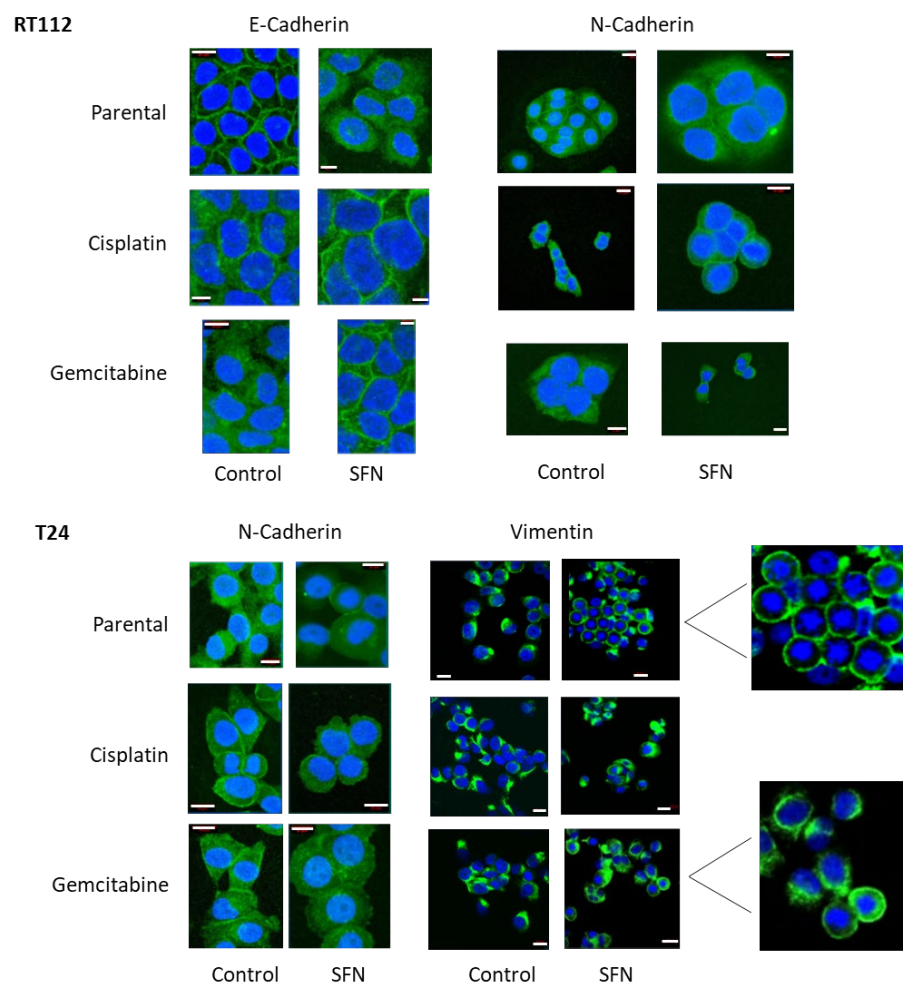 RT112
E-Cadherin
N-Cadherin
Parental
Cisplatin
Gemcitabine
Control
SFN
Control
SFN
T24
N-Cadherin
Vimentin
Parental
Cisplatin
Gemcitabine
Control
SFN
Control
SFN